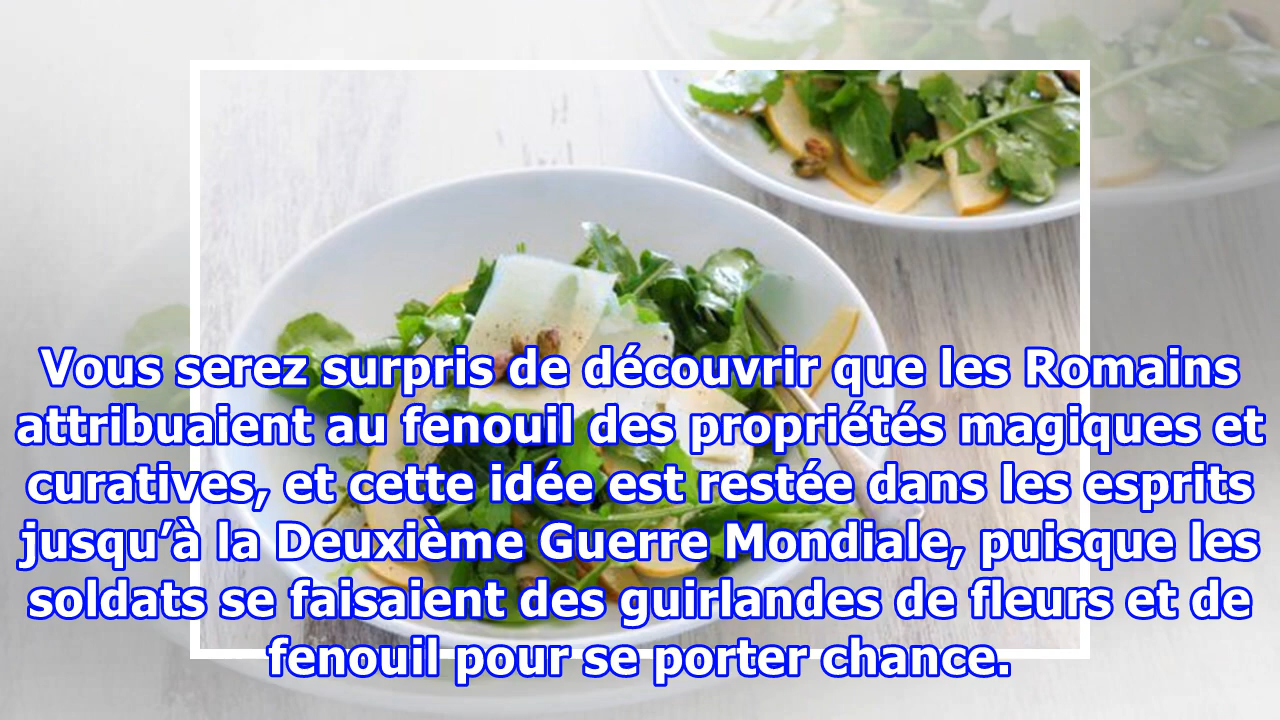 Vous serez surpris de découvrir que les Romains
attribuaient au fenouil des propriétés magiques et
curatives, et cette idée est restée dans les esprits
jusqu’à la Deuxième Guerre Mondiale, puisque les
soldats se faisaient des guirlandes de fleurs et de
fenouil pour se porter chance.